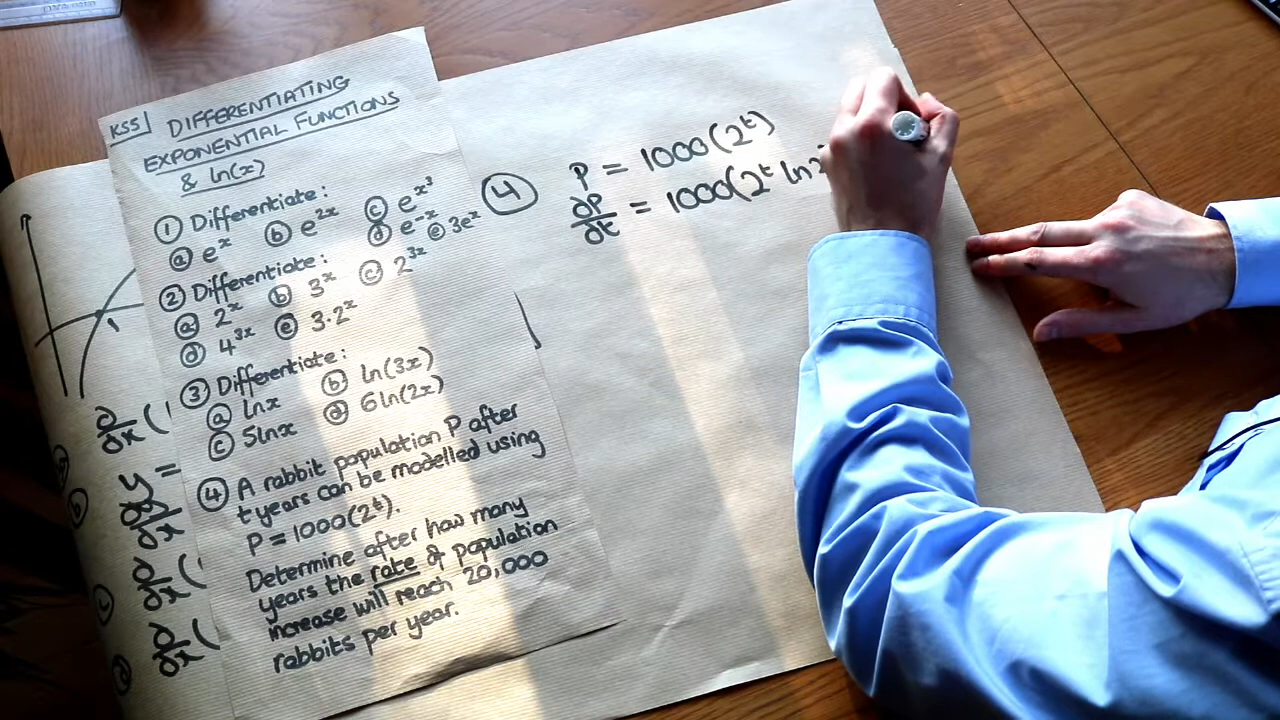 KS5 DIFFERENTIATING
EXPONENTIAL FUNCTIONS
& ln(x)
① Differentiate:
ⓐ eˣ ⓑ e²ˣ ⓒ eˣ³
ⓓ e⁻ˣ ⓔ 3eˣ
② Differentiate:
ⓐ 2ˣ ⓑ 3ˣ ⓒ 2³ˣ
ⓓ 4³ˣ ⓔ 3·2ˣ
③ Differentiate:
ⓐ lnx ⓑ ln(3x)
ⓒ 5lnx ⓓ 6ln(2x)
④ A rabbit population P after
t years can be modelled using
P = 1000(2ᵗ).
Determine after how many
years the rate of population
increase will reach 20,000
rabbits per year.
④ P = 1000(2ᵗ)
∂P/∂t = 1000(2ᵗ ln 2
1
∂/∂x (
y =
∂y/∂x
∂/∂x (
∂/∂x (